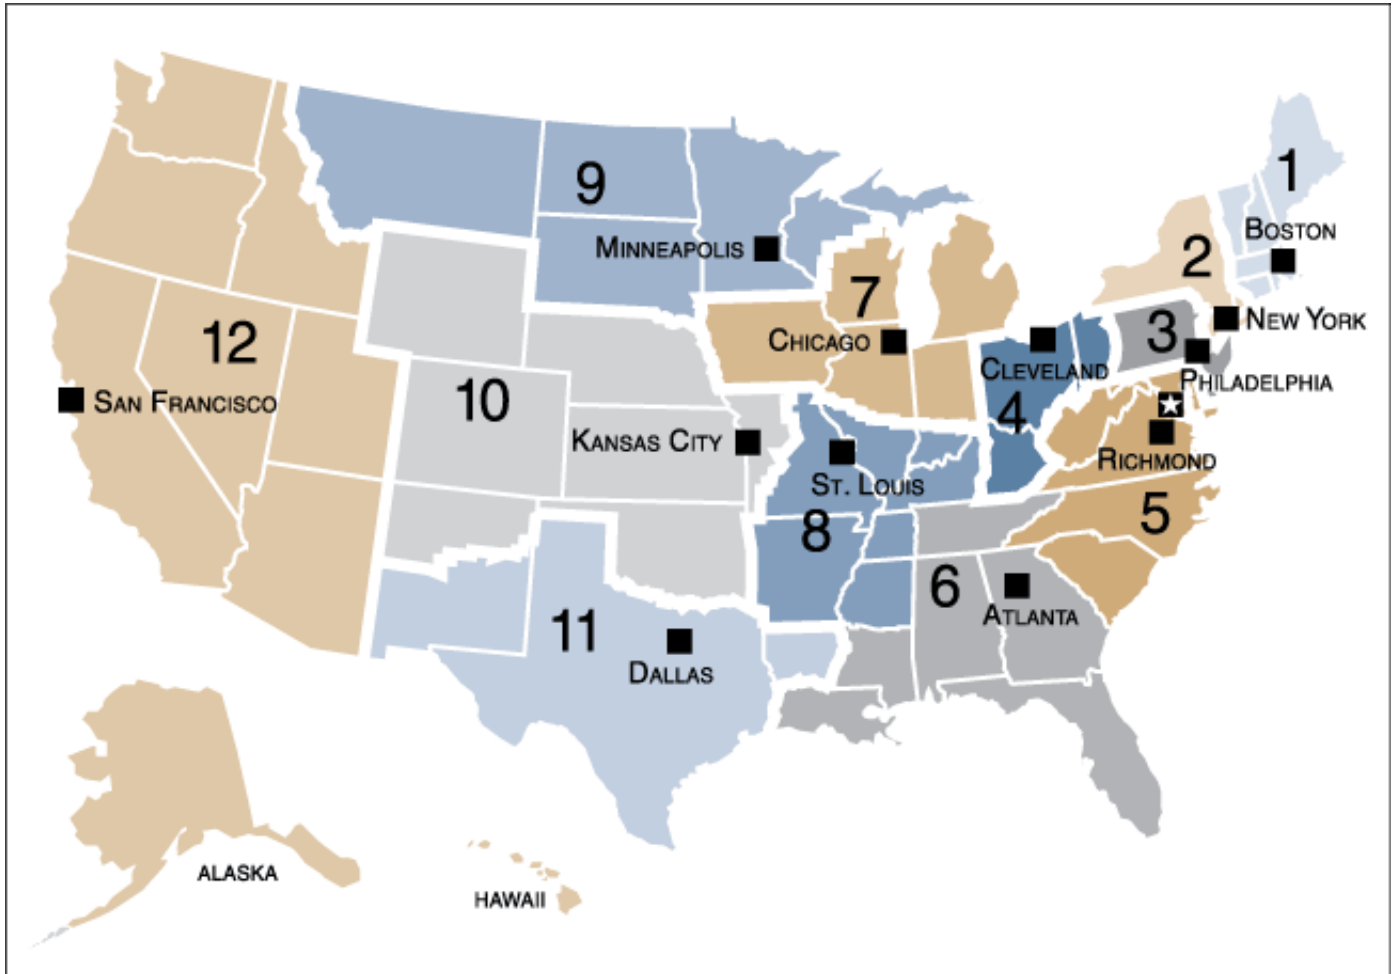 1
9
BOSTON
2
MINNEAPOLIS
7
3
NEW YORK
12
CHICAGO
CLEVELAND
PHILADELPHIA
SAN FRANCISCO
10
4
KANSAS CITY
RICHMOND
ST. LOUIS
5
8
6
11
ATLANTA
DALLAS
ALASKA
HAWAII